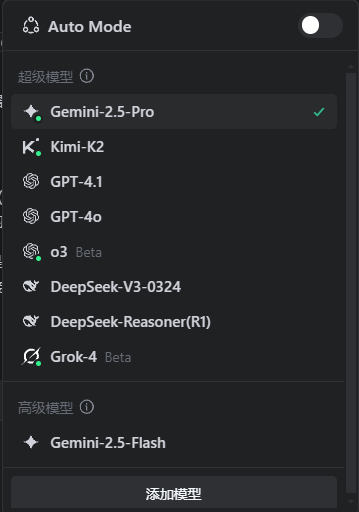 Auto Mode
超级模型
Gemini-2.5-Pro
Kimi-K2
GPT-4.1
GPT-4o
o3 Beta
DeepSeek-V3-0324
DeepSeek-Reasoner(R1)
Grok-4 Beta
高级模型
Gemini-2.5-Flash
添加模型